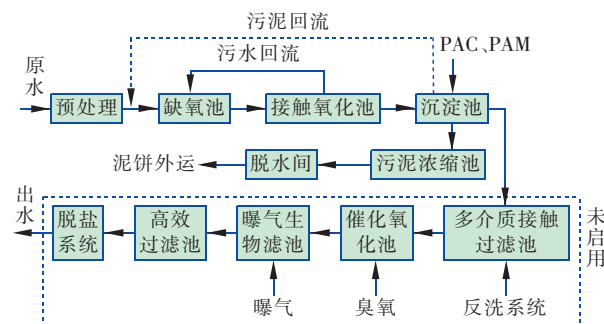 污泥回流
污水回流
PAC、PAM
原水
预处理
缺氧池
接触氧化池
沉淀池
泥饼外运
脱水间
污泥浓缩池
出水
脱盐
系统
高效
过滤池
曝气生
物滤池
催化氧
化池
多介质接触
过滤池
未启用
曝气
臭氧
反洗系统